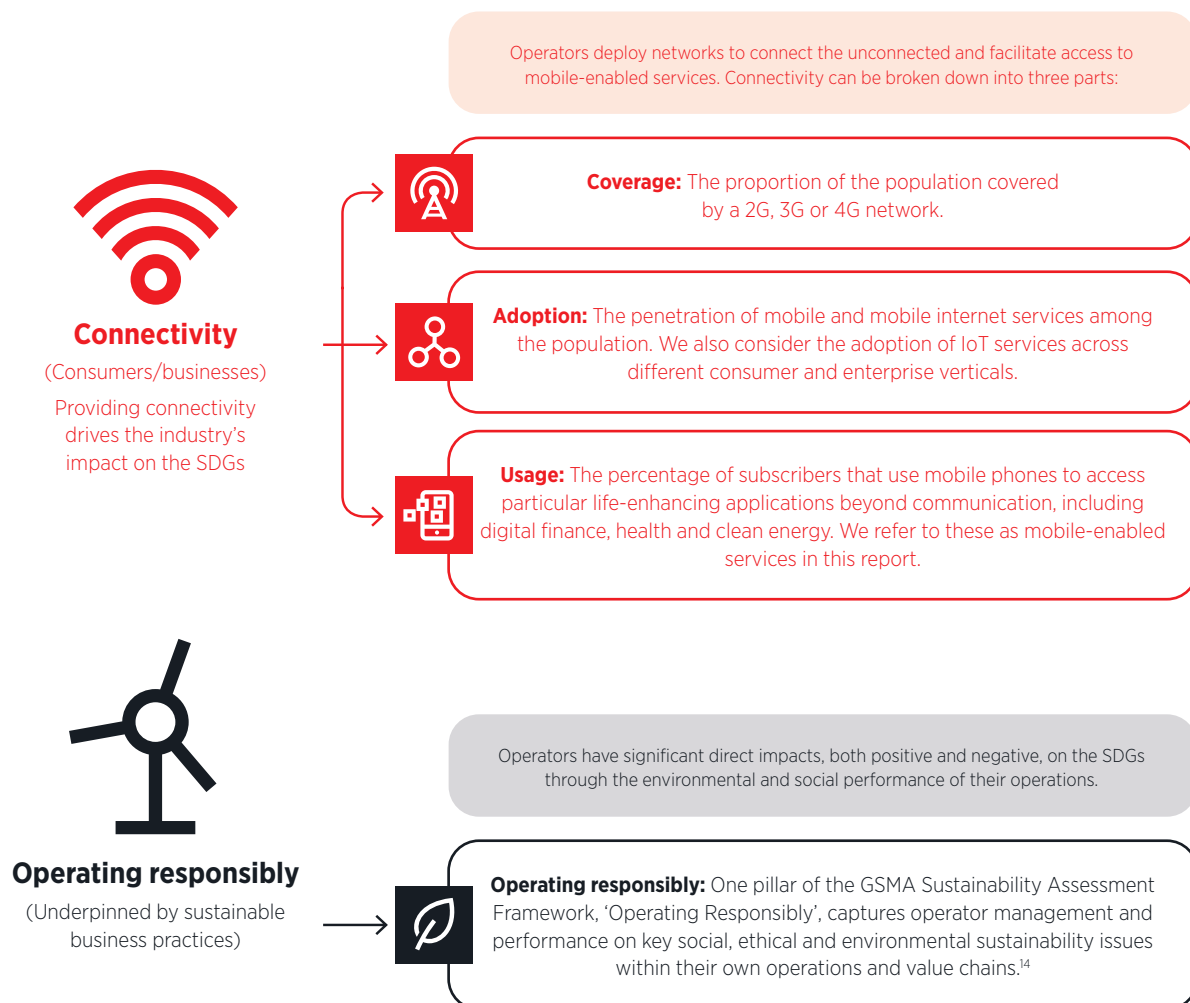 Operators deploy networks to connect the unconnected and facilitate access to
mobile-enabled services. Connectivity can be broken down into three parts:
Connectivity
(Consumers/businesses)
Providing connectivity
drives the industry's
impact on the SDGs
Coverage: The proportion of the population covered
by a 2G, 3G or 4G network.
Adoption: The penetration of mobile and mobile internet services among
the population. We also consider the adoption of IoT services across
different consumer and enterprise verticals.
Usage: The percentage of subscribers that use mobile phones to access
particular life-enhancing applications beyond communication, including
digital finance, health and clean energy. We refer to these as mobile-enabled
services in this report.
Operating responsibly
(Underpinned by sustainable
business practices)
Operators have significant direct impacts, both positive and negative, on the SDGs
through the environmental and social performance of their operations.
Operating responsibly: One pillar of the GSMA Sustainability Assessment
Framework, ‘Operating Responsibly’, captures operator management and
performance on key social, ethical and environmental sustainability issues
within their own operations and value chains.¹⁴